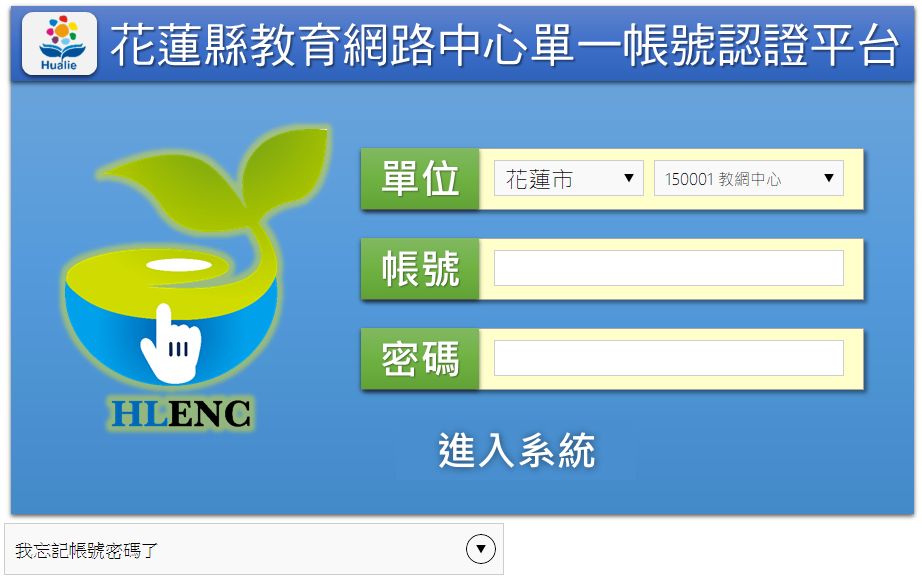 Hualie
花蓮縣教育網路中心單一帳號認證平台
單位
花蓮市
150001 教網中心
帳號
密碼
HLENC
進入系統
我忘記帳號密碼了